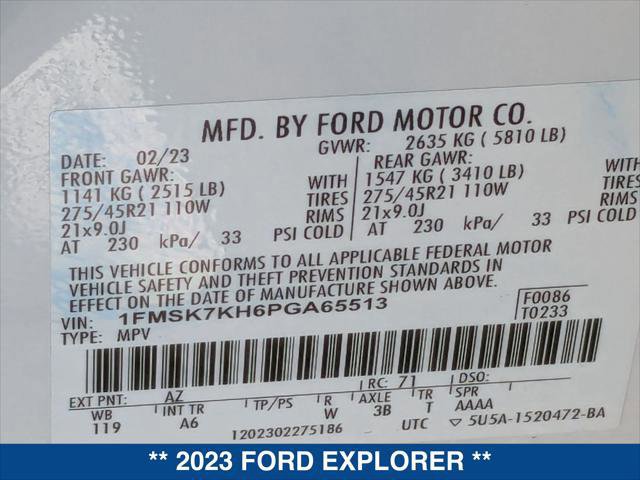 MFD. BY FORD MOTOR CO.
DATE: 02/23 GVWR: 2635 KG ( 5810 LB)
FRONT GAWR: REAR GAWR:
1141 KG ( 2515 LB) WITH 1547 KG ( 3410 LB) WITH
275/45R21 110W TIRES 275/45R21 110W TIRES
21x9.0J RIMS 21x9.0J RIMS
AT 230 kPa/ 33 PSI COLD AT 230 kPa/ 33 PSI COLD
THIS VEHICLE CONFORMS TO ALL APPLICABLE FEDERAL MOTOR
VEHICLE SAFETY AND THEFT PREVENTION STANDARDS IN
EFFECT ON THE DATE OF MANUFACTURE SHOWN ABOVE.
VIN: 1FMSK7KH6PGA65513 F0086
TYPE: MPV T0233
EXT PNT: AZ RC: 71 DSO:
WB INT TR TP/PS R AXLE TR SPR
119 A6 W 3B T AAAA
1202302275186 UTC 5U5A-1520472-BA
** 2023 FORD EXPLORER **